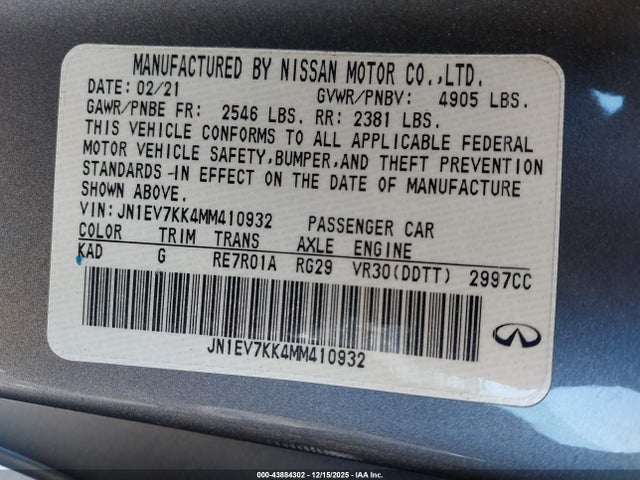 MANUFACTURED BY NISSAN MOTOR CO.,LTD.
DATE: 02/21 GVWR/PNBV: 4905 LBS.
GAWR/PNBE FR: 2546 LBS. RR: 2381 LBS.
THIS VEHICLE CONFORMS TO ALL APPLICABLE FEDERAL
MOTOR VEHICLE SAFETY,BUMPER,AND THEFT PREVENTION
STANDARDS -IN EFFECT ON THE DATE OF MANUFACTURE
SHOWN ABOVE.
VIN:JN1EV7KK4MM410932 PASSENGER CAR
COLOR TRIM TRANS AXLE ENGINE
KAD G RE7R01A RG29 VR30(DDTT) 2997CC
JN1EV7KK4MM410932
000-43884302 - 12/15/2025 - IAA Inc.